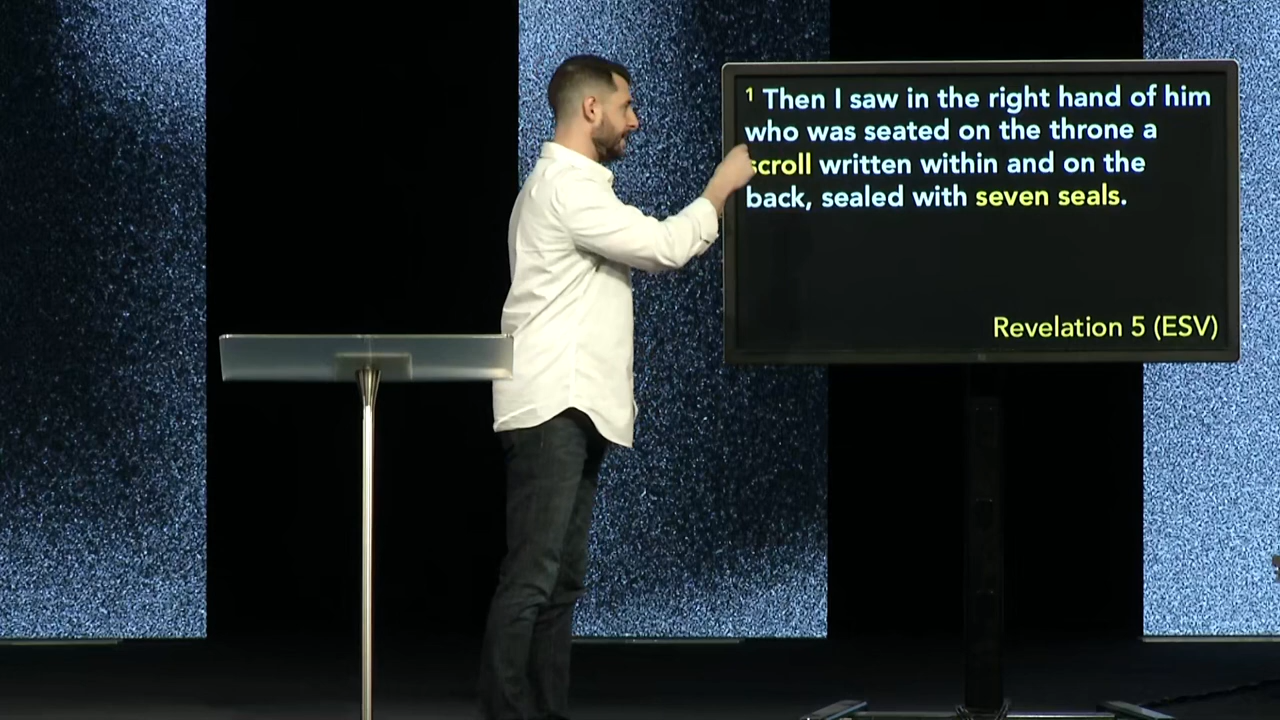 ¹ Then I saw in the right hand of him
who was seated on the throne a
scroll written within and on the
back, sealed with seven seals.
Revelation 5 (ESV)